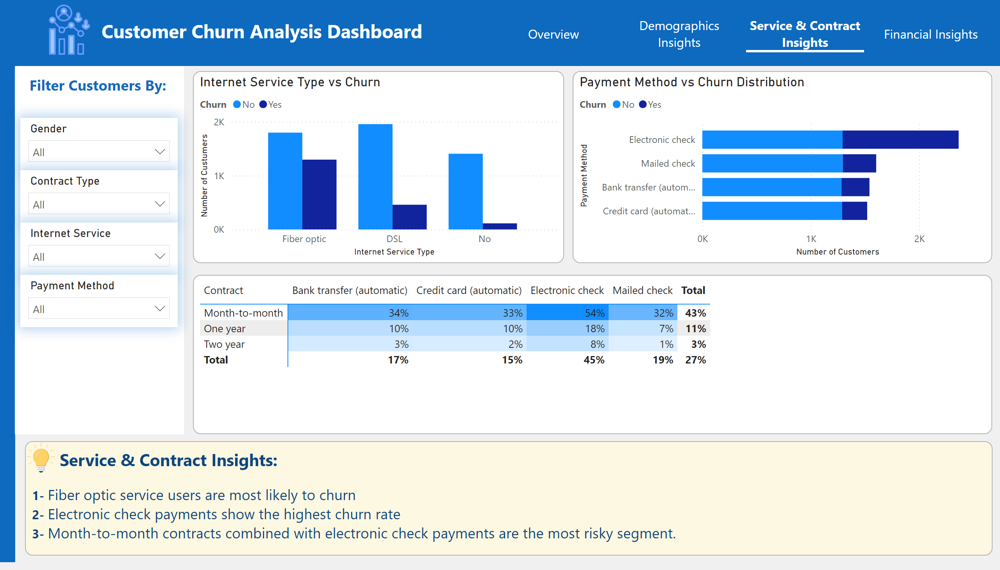 Customer Churn Analysis Dashboard
Overview
Demographics
Insights
Service & Contract
Insights
Financial Insights
Filter Customers By:
Gender
All
Contract Type
All
Internet Service
All
Payment Method
All
Internet Service Type vs Churn
Churn No Yes
Number of Custumers
2K
1K
0K
Fiber optic DSL No
Internet Service Type
Payment Method vs Churn Distribution
Churn No Yes
Payment Method
Electronic check
Mailed check
Bank transfer (autom...
Credit card (automat...
0K 1K 2K
Number of Customers
Contract Bank transfer (automatic) Credit card (automatic) Electronic check Mailed check Total
Month-to-month 34% 33% 54% 32% 43%
One year 10% 10% 18% 7% 11%
Two year 3% 2% 8% 1% 3%
Total 17% 15% 45% 19% 27%
Service & Contract Insights:
1- Fiber optic service users are most likely to churn
2- Electronic check payments show the highest churn rate
3- Month-to-month contracts combined with electronic check payments are the most risky segment.